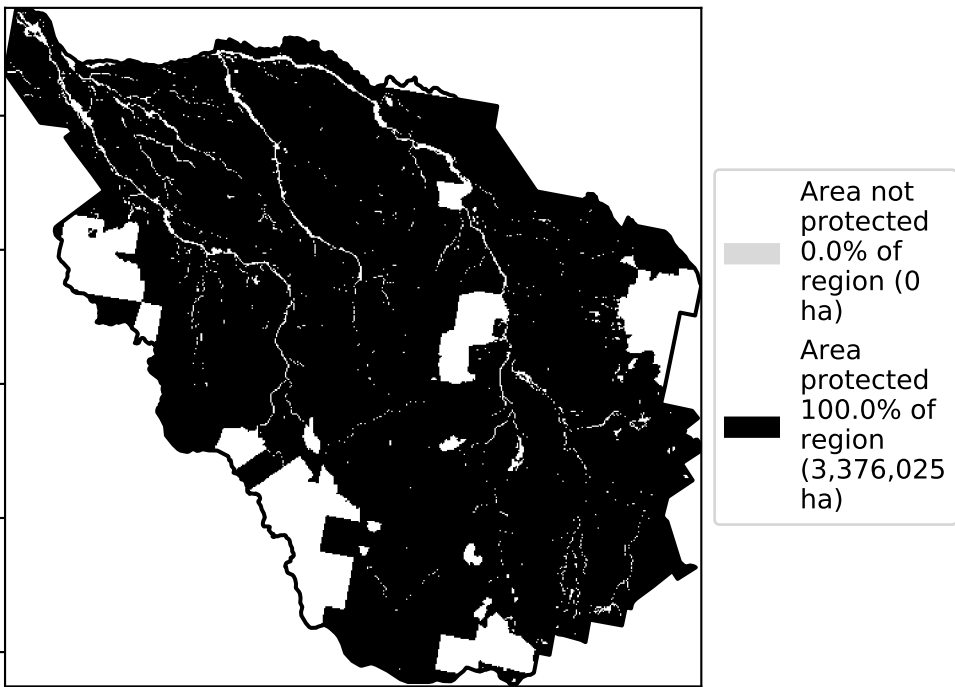 Area not
protected
0.0% of
region (0
ha)
Area
protected
100.0% of
region
(3,376,025
ha)